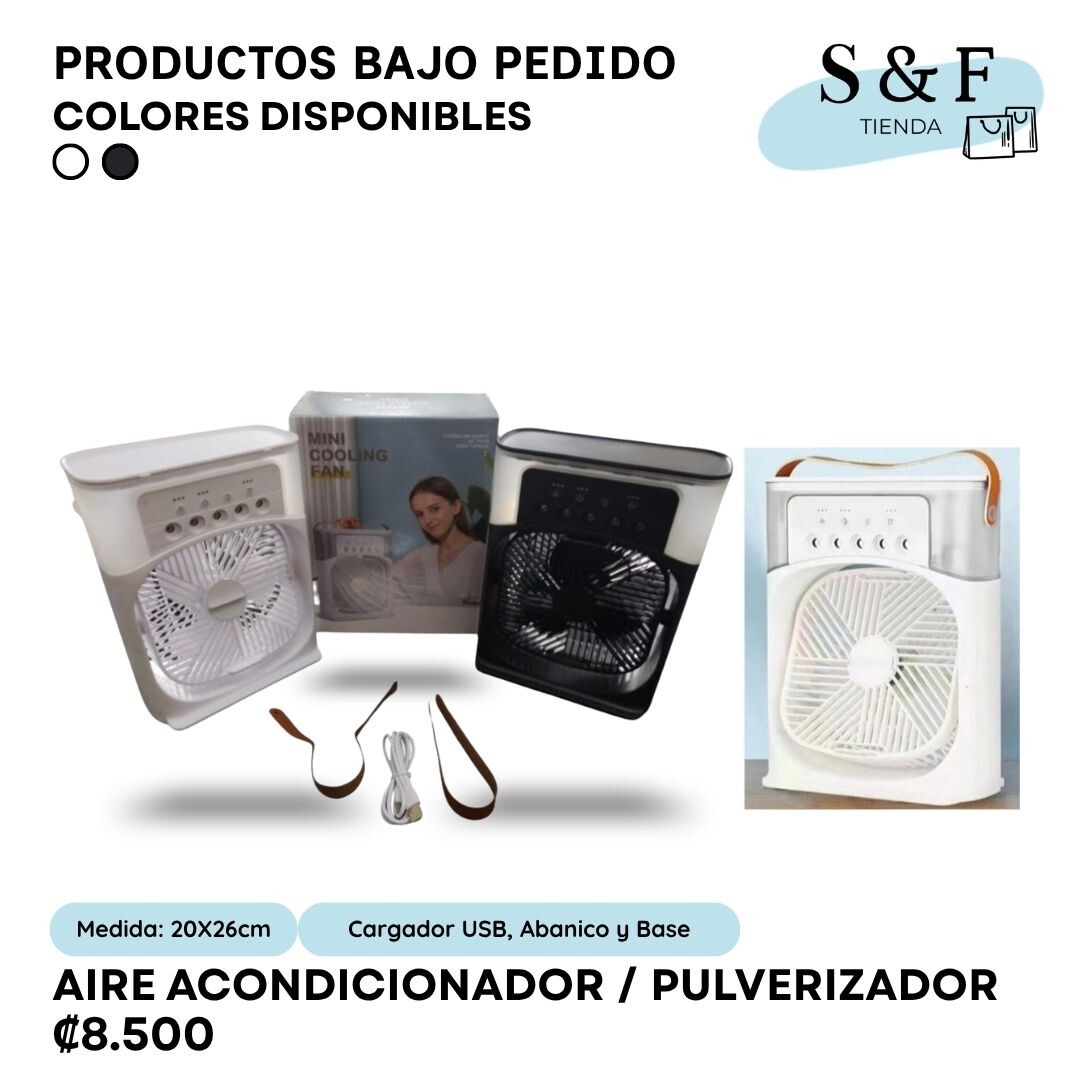 PRODUCTOS BAJO PEDIDO
COLORES DISPONIBLES
S & F
TIENDA
MINI
COOLING
FAN
Medida: 20X26cm
Cargador USB, Abanico y Base
AIRE ACONDICIONADOR / PULVERIZADOR
₡8.500